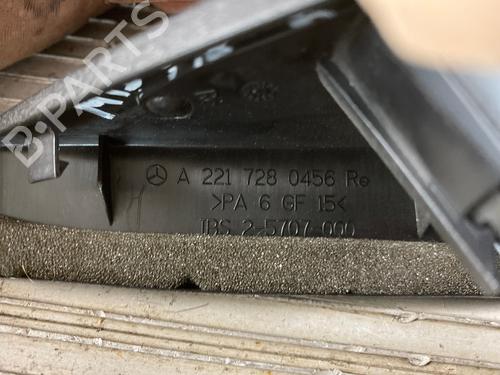 B-PARTS
A 221 728 0456 Re
>PA 6 GF 15<
TBS 2-5707-000